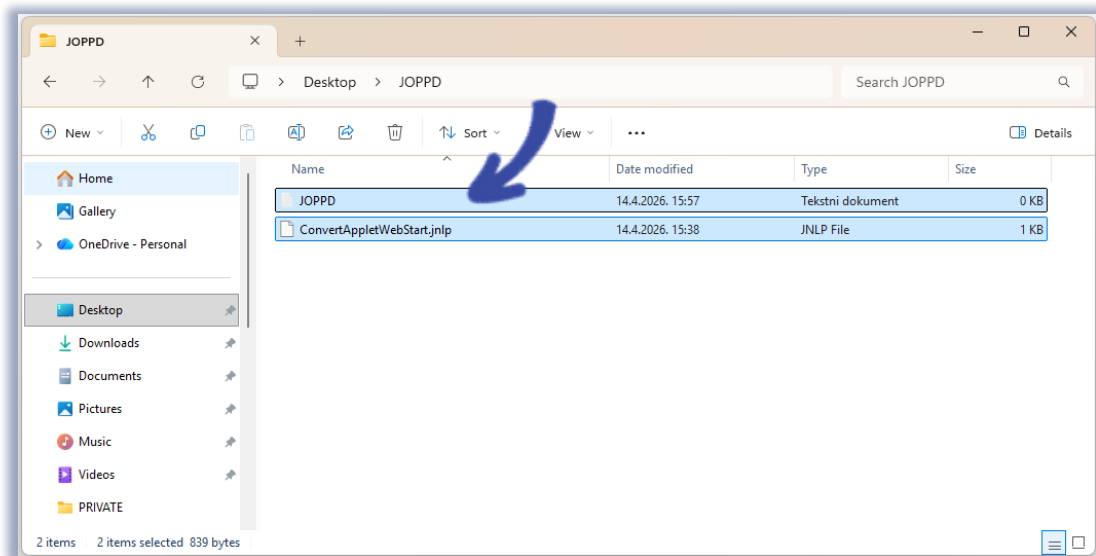 JOPPD
Desktop > JOPPD
Search JOPPD
New
Sort
View
Details
Name Date modified Type Size
JOPPD 14.4.2026. 15:57 Tekstni dokument 0 KB
ConvertAppletWebStart.jnlp 14.4.2026. 15:38 JNLP File 1 KB
Home
Gallery
OneDrive - Personal
Desktop
Downloads
Documents
Pictures
Music
Videos
PRIVATE
2 items 2 items selected 839 bytes